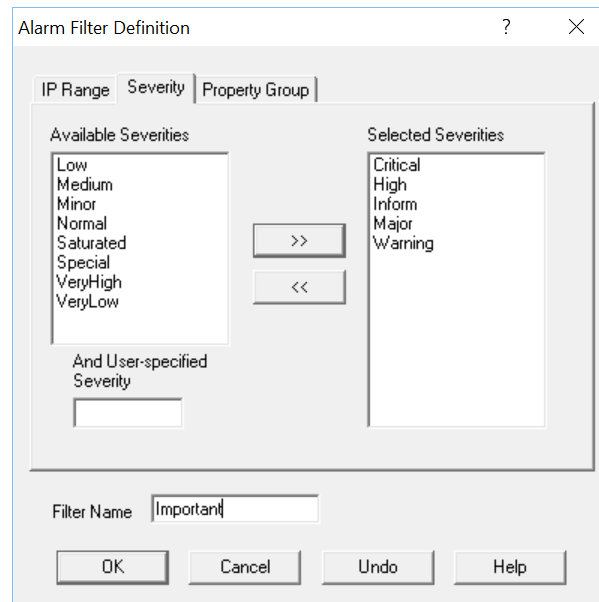 Alarm Filter Definition ?
IP Range Severity Property Group
Available Severities
Low
Medium
Minor
Normal
Saturated
Special
VeryHigh
VeryLow
And User-specified
Severity
>>
<<
Selected Severities
Critical
High
Inform
Major
Warning
Filter Name Important
OK Cancel Undo Help